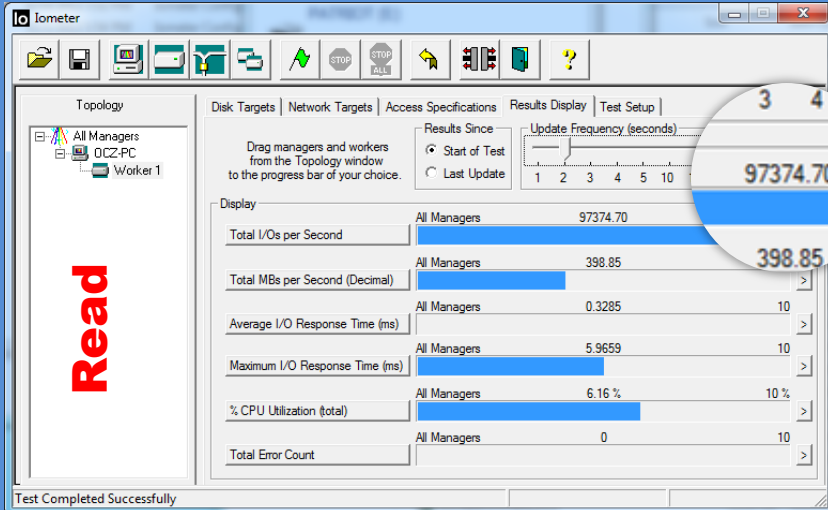 Iometer
STOP
STOP
ALL
Topology
All Managers
OCZ-PC
Worker 1
Read
Disk Targets
Network Targets
Access Specifications
Results Display
Test Setup
Drag managers and workers
from the Topology window
to the progress bar of your choice.
Results Since
Start of Test
Last Update
Update Frequency (seconds)
1 2 3 4 5 10
3 4
97374.70
398.85
Display
All Managers 97374.70
Total I/Os per Second
All Managers 398.85
Total MBs per Second (Decimal) >
All Managers 0.3285 10
Average I/O Response Time (ms) >
All Managers 5.9659 10
Maximum I/O Response Time (ms) >
All Managers 6.16 % 10 %
% CPU Utilization (total) >
All Managers 0 10
Total Error Count >
Test Completed Successfully